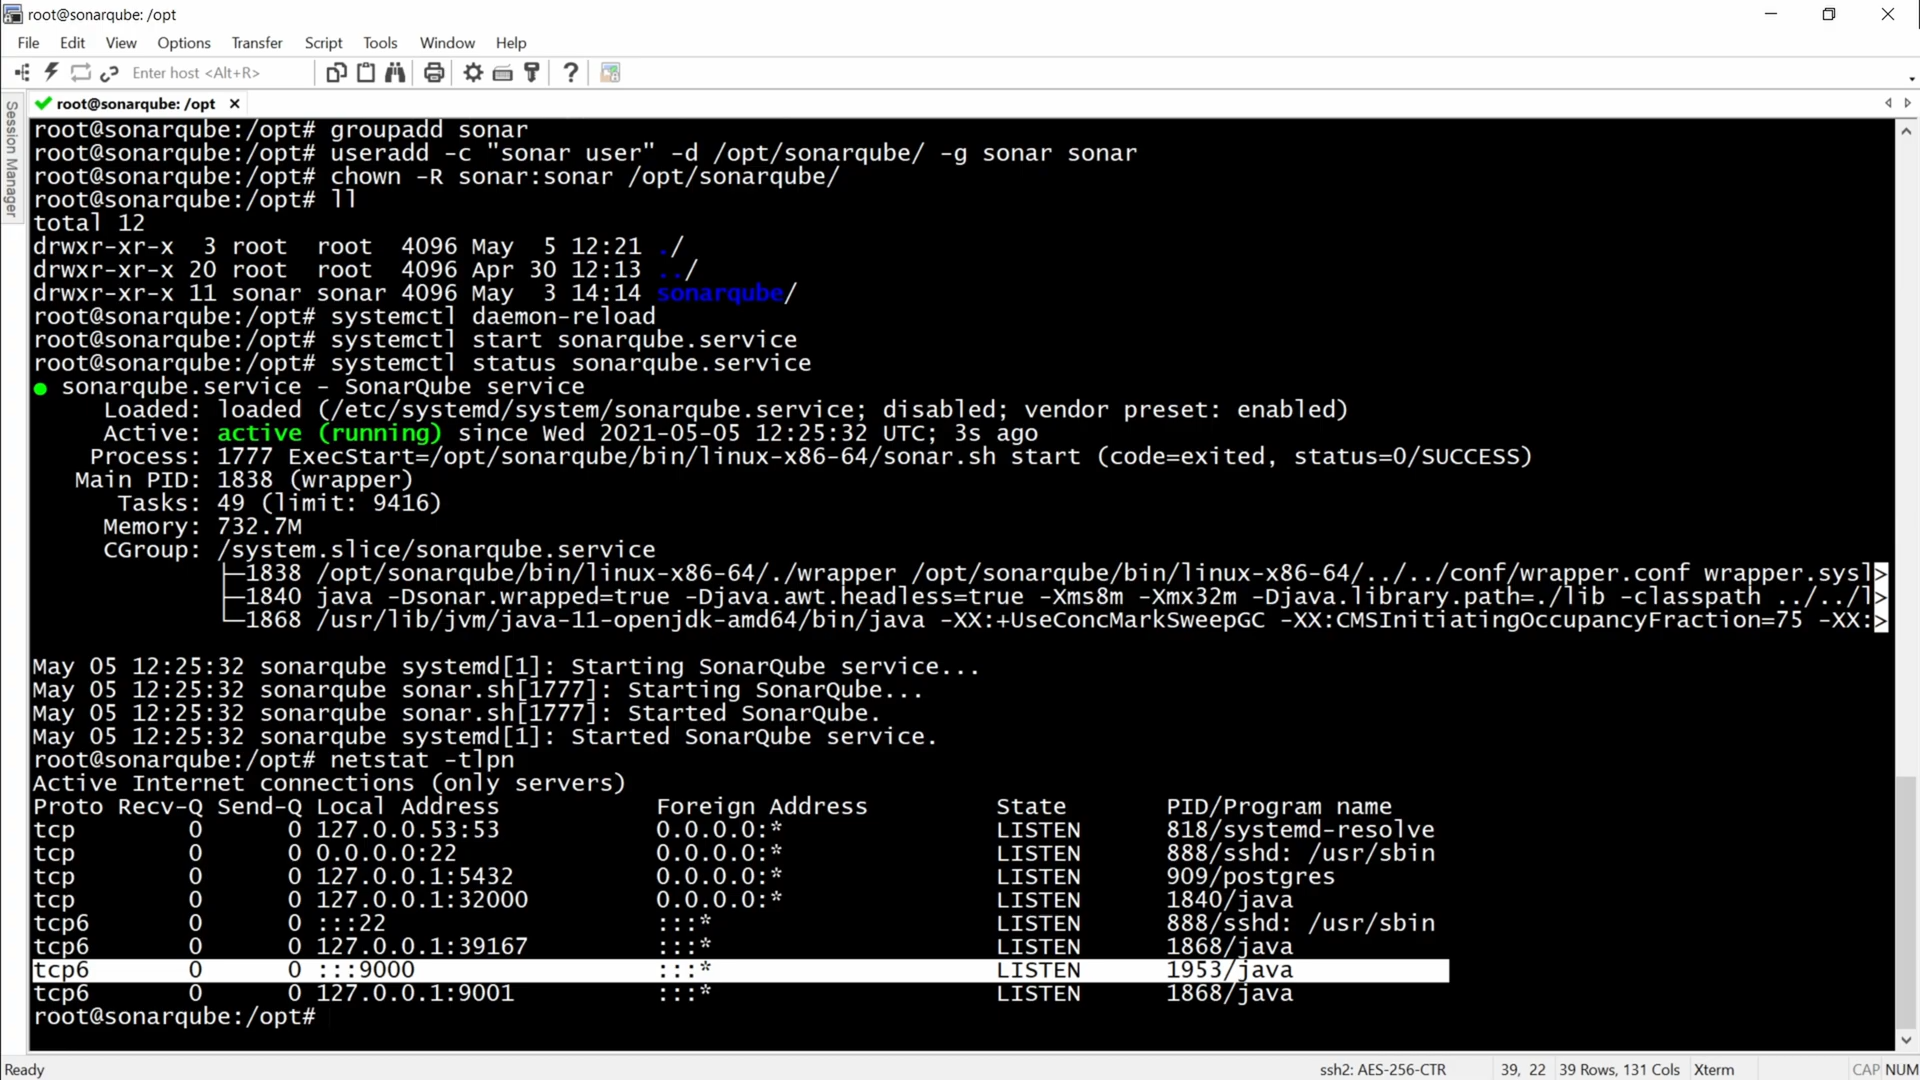 root@sonarqube: /opt
File Edit View Options Transfer Script Tools Window Help
Enter host <Alt+R>
root@sonarqube: /opt
Session Manager
root@sonarqube:/opt# groupadd sonar
root@sonarqube:/opt# useradd -c "sonar user" -d /opt/sonarqube/ -g sonar sonar
root@sonarqube:/opt# chown -R sonar:sonar /opt/sonarqube/
root@sonarqube:/opt# ll
total 12
drwxr-xr-x  3 root  root  4096 May  5 12:21 ./
drwxr-xr-x 20 root  root  4096 Apr 30 12:13 ../
drwxr-xr-x 11 sonar sonar 4096 May  3 14:14 sonarqube/
root@sonarqube:/opt# systemctl daemon-reload
root@sonarqube:/opt# systemctl start sonarqube.service
root@sonarqube:/opt# systemctl status sonarqube.service
● sonarqube.service - SonarQube service
Loaded: loaded (/etc/systemd/system/sonarqube.service; disabled; vendor preset: enabled)
Active: active (running) since Wed 2021-05-05 12:25:32 UTC; 3s ago
Process: 1777 ExecStart=/opt/sonarqube/bin/linux-x86-64/sonar.sh start (code=exited, status=0/SUCCESS)
Main PID: 1838 (wrapper)
Tasks: 49 (limit: 9416)
Memory: 732.7M
CGroup: /system.slice/sonarqube.service
├─1838 /opt/sonarqube/bin/linux-x86-64/./wrapper /opt/sonarqube/bin/linux-x86-64/../../conf/wrapper.conf wrapper.sysl>
├─1840 java -Dsonar.wrapped=true -Djava.awt.headless=true -Xms8m -Xmx32m -Djava.library.path=./lib -classpath ../../l>
└─1868 /usr/lib/jvm/java-11-openjdk-amd64/bin/java -XX:+UseConcMarkSweepGC -XX:CMSInitiatingOccupancyFraction=75 -XX:>
May 05 12:25:32 sonarqube systemd[1]: Starting SonarQube service...
May 05 12:25:32 sonarqube sonar.sh[1777]: Starting SonarQube...
May 05 12:25:32 sonarqube sonar.sh[1777]: Started SonarQube.
May 05 12:25:32 sonarqube systemd[1]: Started SonarQube service.
root@sonarqube:/opt# netstat -tlpn
Active Internet connections (only servers)
Proto Recv-Q Send-Q Local Address           Foreign Address         State       PID/Program name
tcp        0      0 127.0.0.53:53           0.0.0.0:*               LISTEN      818/systemd-resolve
tcp        0      0 0.0.0.0:22              0.0.0.0:*               LISTEN      888/sshd: /usr/sbin
tcp        0      0 127.0.0.1:5432          0.0.0.0:*               LISTEN      909/postgres
tcp        0      0 127.0.0.1:32000         0.0.0.0:*               LISTEN      1840/java
tcp6       0      0 :::22                   :::*                    LISTEN      888/sshd: /usr/sbin
tcp6       0      0 127.0.0.1:39167         :::*                    LISTEN      1868/java
tcp6       0      0 :::9000                 :::*                    LISTEN      1953/java
tcp6       0      0 127.0.0.1:9001          :::*                    LISTEN      1868/java
root@sonarqube:/opt#
Ready ssh2: AES-256-CTR 39, 22 39 Rows, 131 Cols Xterm CAP NUM